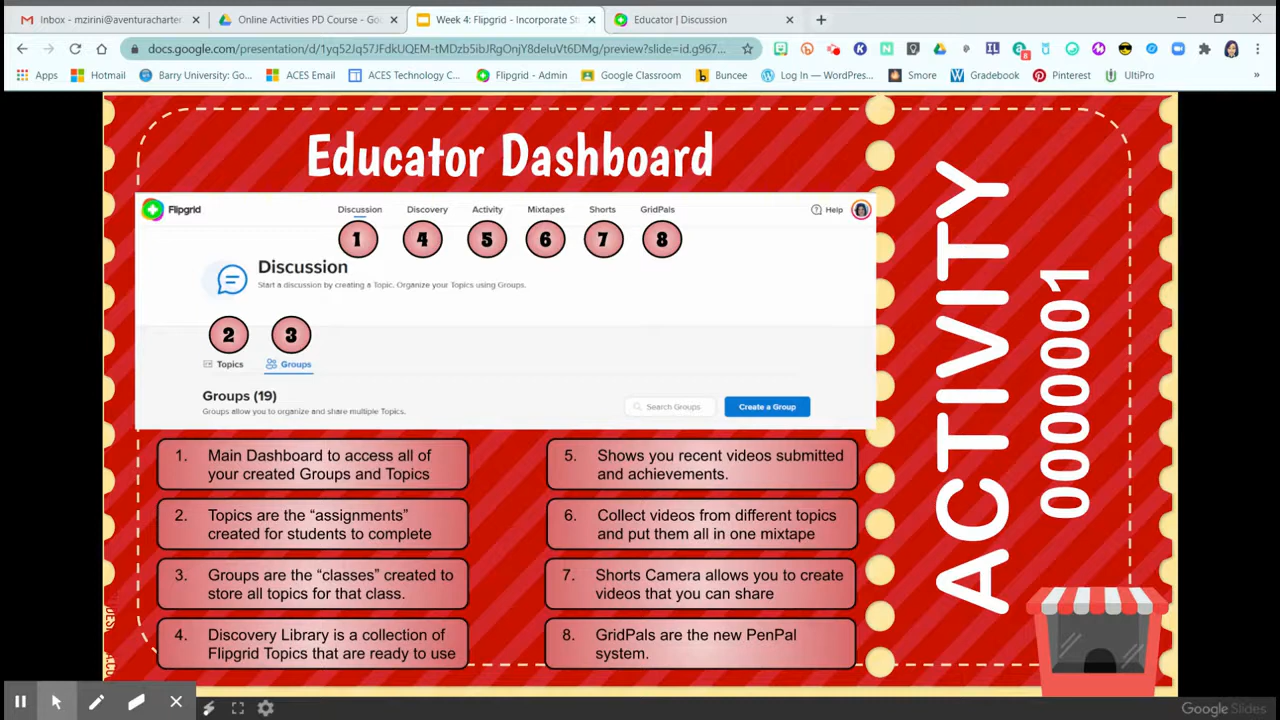 Inbox - mzirini@aventuracharter
Online Activities PD Course - Goo
Week 4: Flipgrid - Incorporate St
Educator | Discussion
mzirini
docs.google.com/presentation/d/1yq52Jq57JFdkUQEM-tMDzb5ibJRgOnjY8deIuVt6DMg/preview?slide=id.g967...
Apps
Hotmail
Barry University: Go...
ACES Email
ACES Technology C...
Flipgrid - Admin
Google Classroom
Buncee
Log In — WordPres...
Smore
Gradebook
Pinterest
UltiPro
Educator Dashboard
Flipgrid
Discussion
Discovery
Activity
Mixtapes
Shorts
GridPals
Help
1
4
5
6
7
8
Discussion
Start a discussion by creating a Topic. Organize your Topics using Groups.
2
3
Topics
Groups
Groups (19)
Groups allow you to organize and share multiple Topics.
Search Groups
Create a Group
1. Main Dashboard to access all of
your created Groups and Topics
2. Topics are the “assignments”
created for students to complete
3. Groups are the “classes” created to
store all topics for that class.
4. Discovery Library is a collection of
Flipgrid Topics that are ready to use
5. Shows you recent videos submitted
and achievements.
6. Collect videos from different topics
and put them all in one mixtape
7. Shorts Camera allows you to create
videos that you can share
8. GridPals are the new PenPal
system.
ACTIVITY
0000001
Google Slides